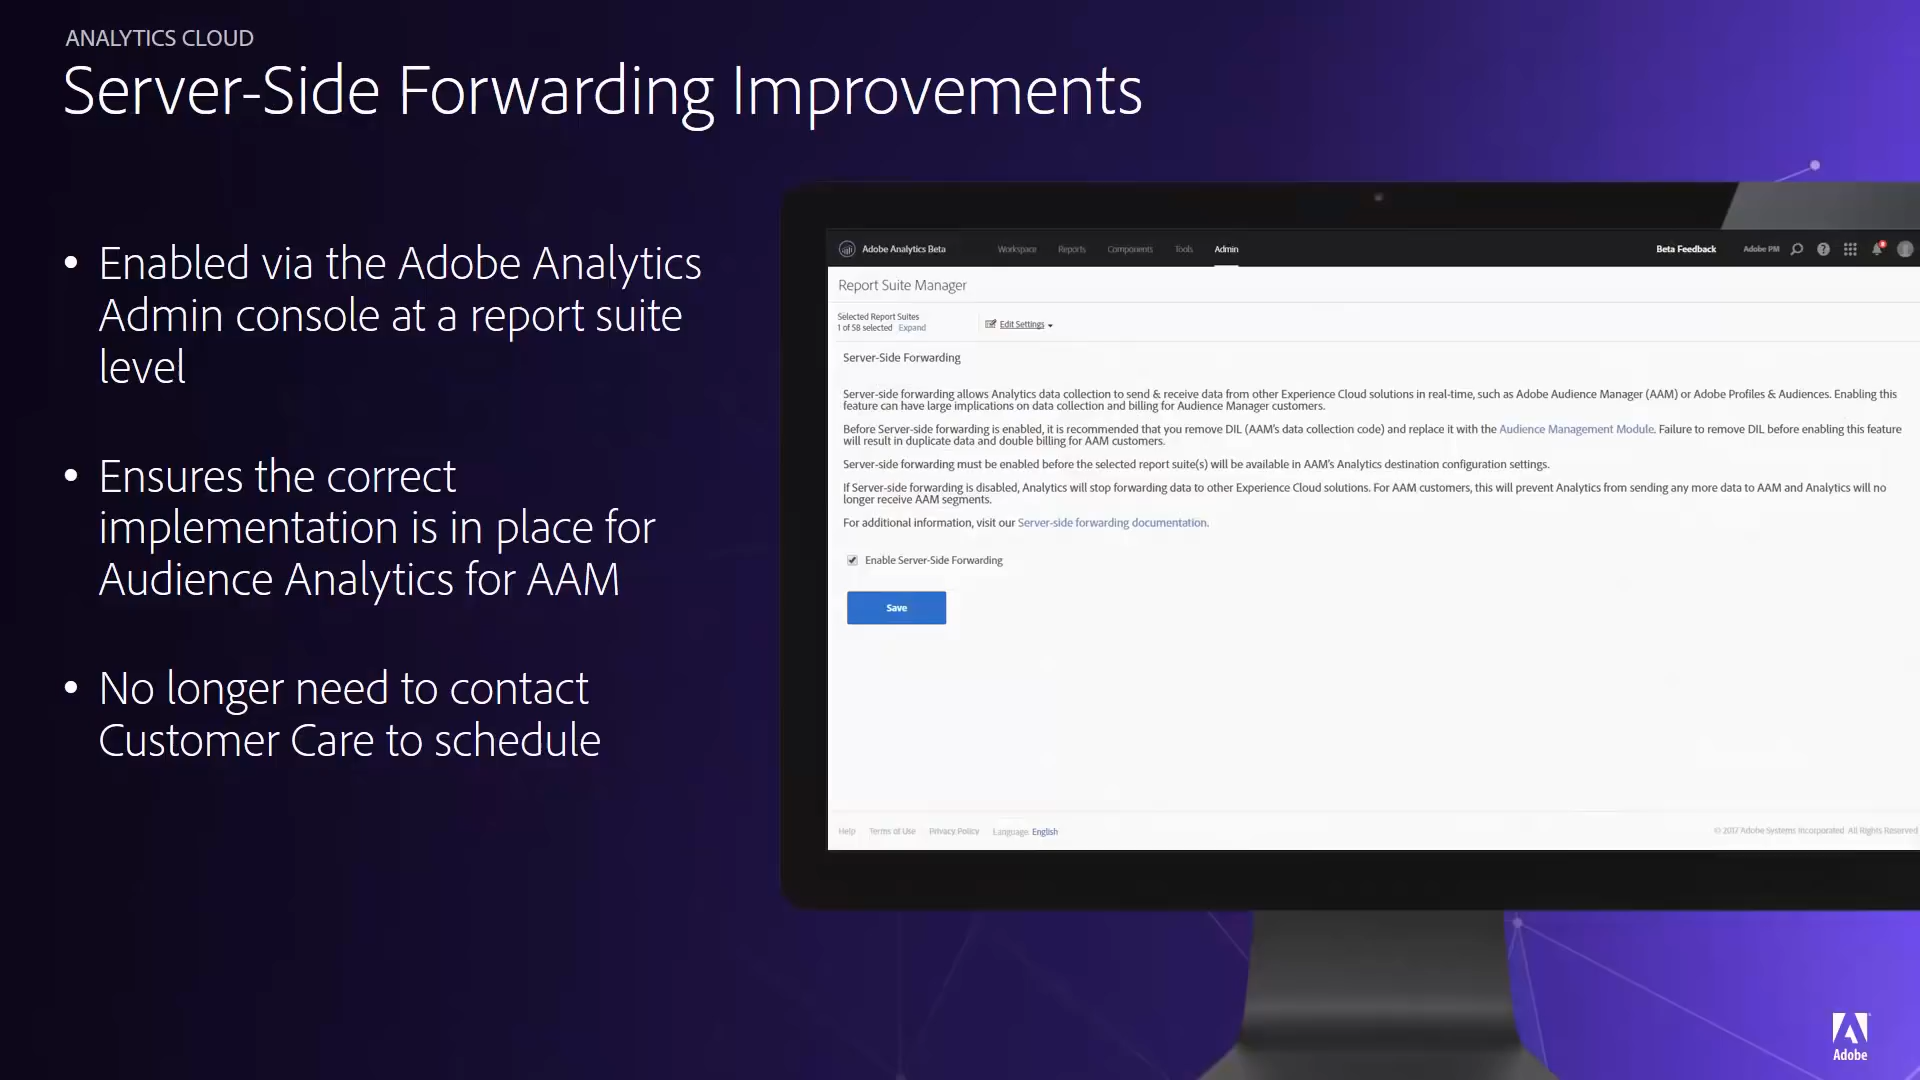 ANALYTICS CLOUD
Server-Side Forwarding Improvements
• Enabled via the Adobe Analytics
Admin console at a report suite
level
• Ensures the correct
implementation is in place for
Audience Analytics for AAM
• No longer need to contact
Customer Care to schedule
Adobe Analytics Beta Workspace Reports Components Tools Admin Beta Feedback Adobe PM
Report Suite Manager
Selected Report Suites
1 of 58 selected Expand
Edit Settings
Server-Side Forwarding
Server-side forwarding allows Analytics data collection to send & receive data from other Experience Cloud solutions in real-time, such as Adobe Audience Manager (AAM) or Adobe Profiles & Audiences. Enabling this
feature can have large implications on data collection and billing for Audience Manager customers.
Before Server-side forwarding is enabled, it is recommended that you remove DIL (AAM's data collection code) and replace it with the Audience Management Module. Failure to remove DIL before enabling this feature
will result in duplicate data and double billing for AAM customers.
Server-side forwarding must be enabled before the selected report suite(s) will be available in AAM's Analytics destination configuration settings.
If Server-side forwarding is disabled, Analytics will stop forwarding data to other Experience Cloud solutions. For AAM customers, this will prevent Analytics from sending any more data to AAM and Analytics will no
longer receive AAM segments.
For additional information, visit our Server-side forwarding documentation.
Enable Server-Side Forwarding
Save
Help Terms of Use Privacy Policy Language: English © 2017 Adobe Systems Incorporated All Rights Reserved
Adobe